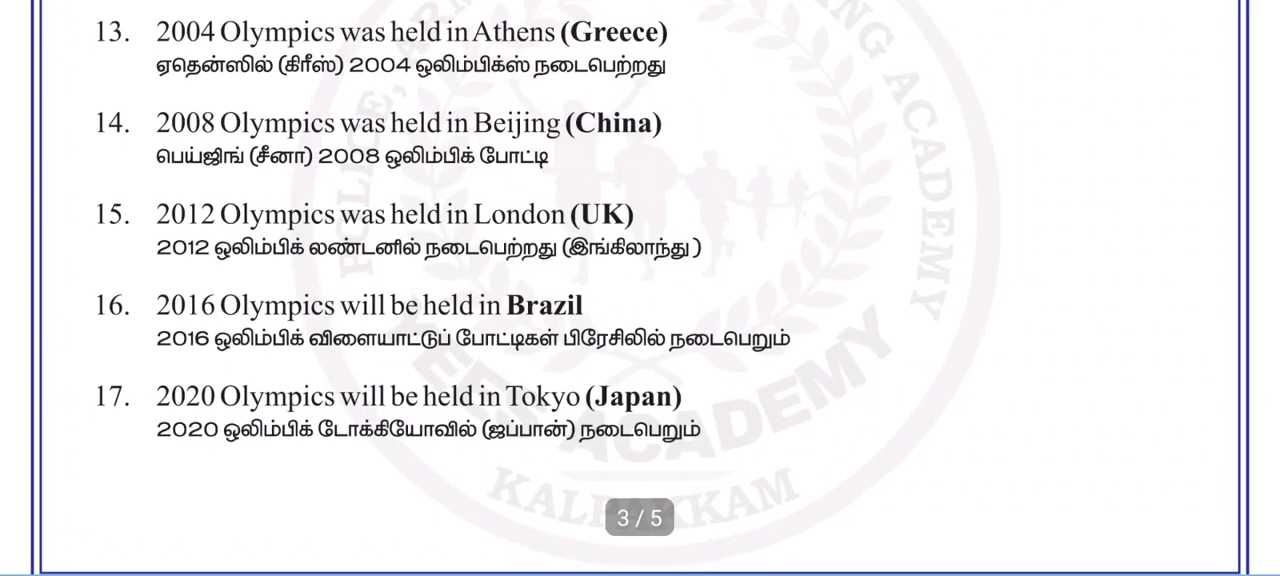 13. 2004 Olympics was held in Athens (Greece)
ஏதென்ஸில் (கிரீஸ்) 2004 ஒலிம்பிக்ஸ் நடைபெற்றது
14. 2008 Olympics was held in Beijing (China)
பெய்ஜிங் (சீனா) 2008 ஒலிம்பிக் போட்டி
15. 2012 Olympics was held in London (UK)
2012 ஒலிம்பிக் லண்டனில் நடைபெற்றது (இங்கிலாந்து )
16. 2016 Olympics will be held in Brazil
2016 ஒலிம்பிக் விளையாட்டுப் போட்டிகள் பிரேசிலில் நடைபெறும்
17. 2020 Olympics will be held in Tokyo (Japan)
2020 ஒலிம்பிக் டோக்கியோவில் (ஜப்பான்) நடைபெறும்
ACADEMY
ACADEMY
3 / 5